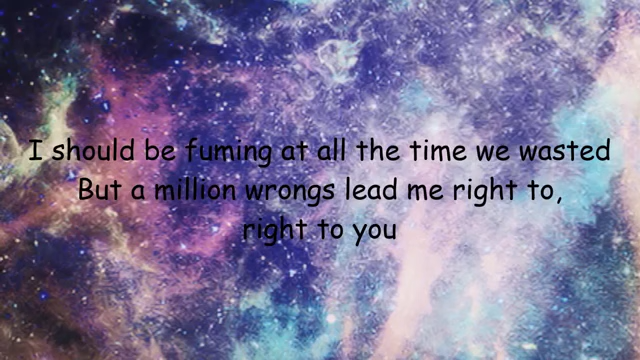 I should be fuming at all the time we wasted
But a million wrongs lead me right to,
right to you